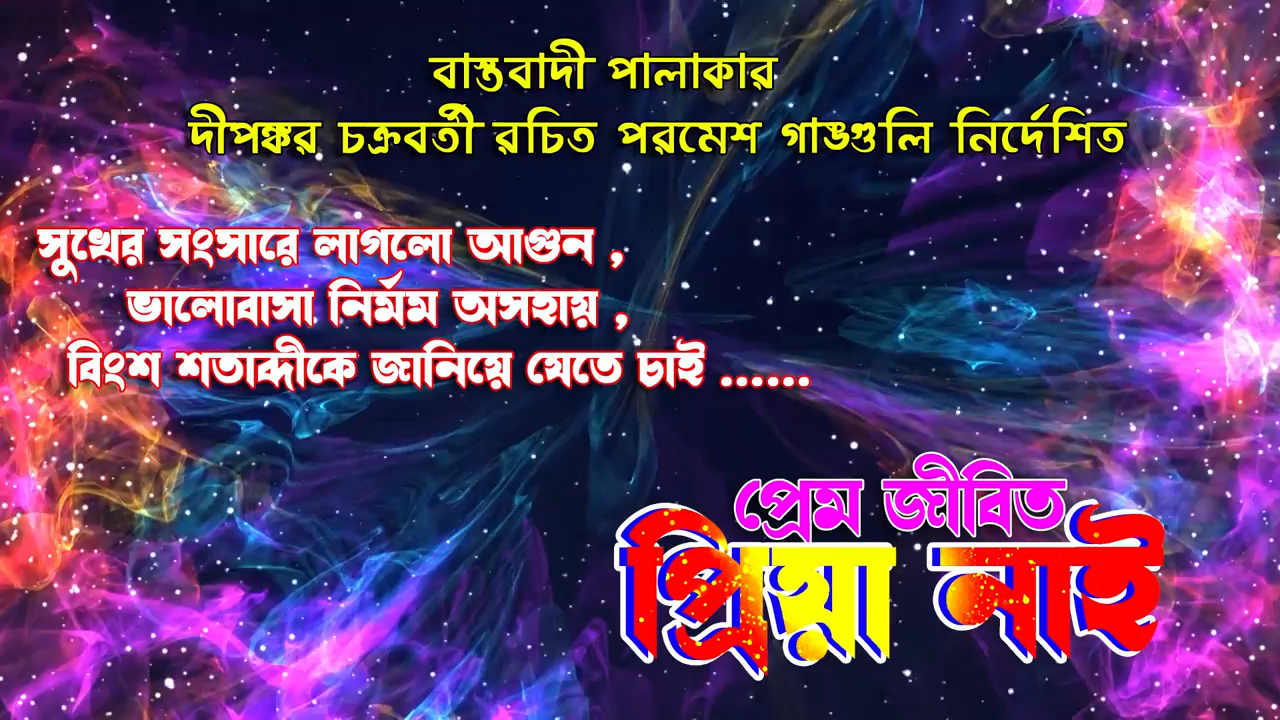 বাস্তবাদী পালাকার
দীপঙ্কর চক্রবর্তী রচিত পরমেশ গাঙগুলি নির্দেশিত
সুখের সংসারে লাগলো আগুন ,
ভালোবাসা নির্মম অসহায় ,
বিংশ শতাব্দীকে জানিয়ে যেতে চাই ......
প্রেম জীবিত
প্রিয়া নাই